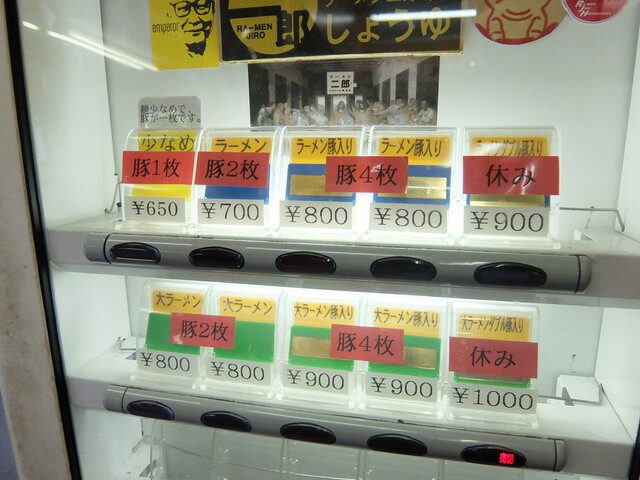 emperor
RA-MEN
JIRO
郎
しょうゆ
ラーメン
二郎
麺少なめで、
豚が一枚です。
少なめ
ラーメン
ラーメン豚入り
ラーメン豚入り
ラーメンダブル豚入り
豚1枚
豚2枚
豚4枚
休み
￥650
￥700
￥800
￥800
￥900
大ラーメン
大ラーメン
大ラーメン豚入り
大ラーメン豚入り
大ラーメンダブル豚入り
豚2枚
豚4枚
休み
￥800
￥800
￥900
￥900
￥1000
売切